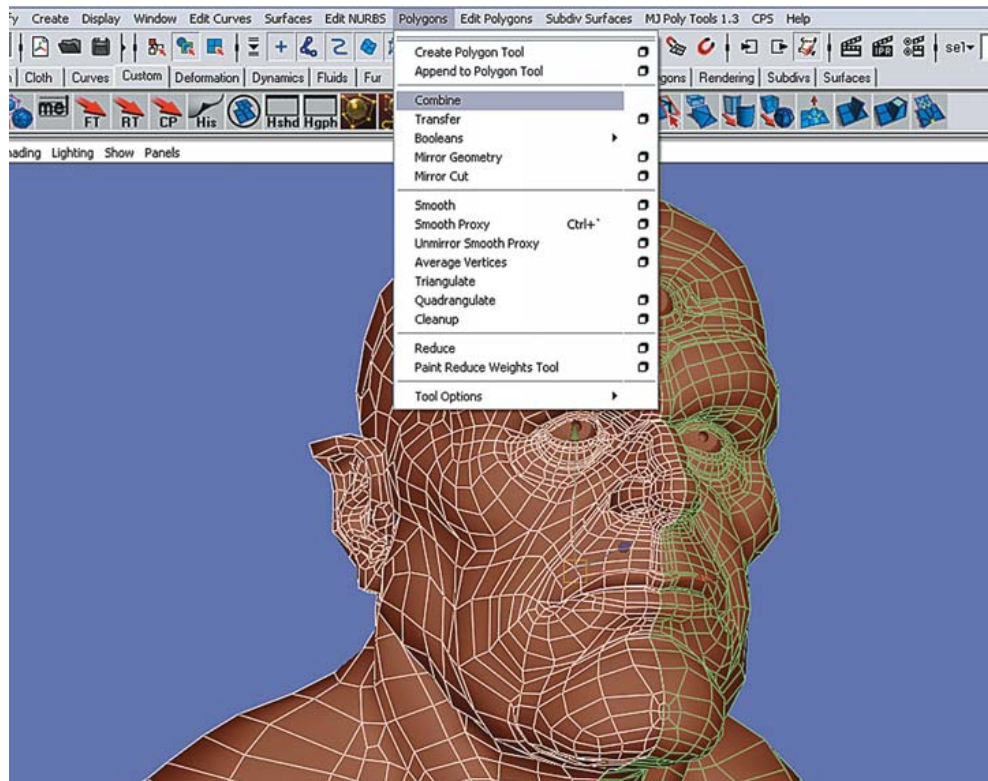 fy Create Display Window Edit Curves Surfaces Edit NURBS Polygons Edit Polygons Subdiv Surfaces MJ Poly Tools 1.3 CPS Help
sel
Cloth Curves Custom Deformation Dynamics Fluids Fur
gons Rendering Subdivs Surfaces
mel FT RT CP His Hshd Hgph
ading Lighting Show Panels
Create Polygon Tool
Append to Polygon Tool
Combine
Transfer
Booleans
Mirror Geometry
Mirror Cut
Smooth
Smooth Proxy Ctrl+`
Unmirror Smooth Proxy
Average Vertices
Triangulate
Quadrangulate
Cleanup
Reduce
Paint Reduce Weights Tool
Tool Options